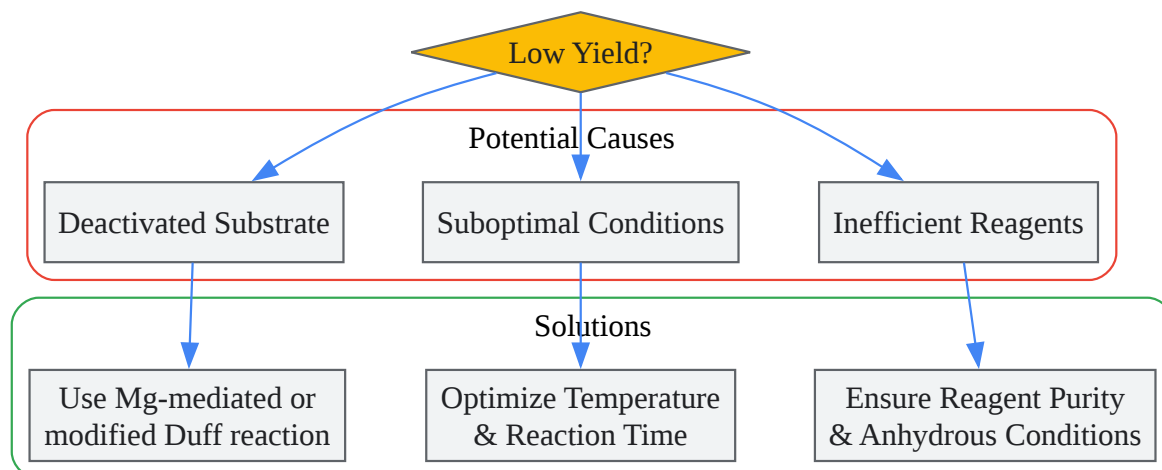 Low Yield?
Potential Causes
Deactivated Substrate
Suboptimal Conditions
Inefficient Reagents
Solutions
Use Mg-mediated or
modified Duff reaction
Optimize Temperature
& Reaction Time
Ensure Reagent Purity
& Anhydrous Conditions